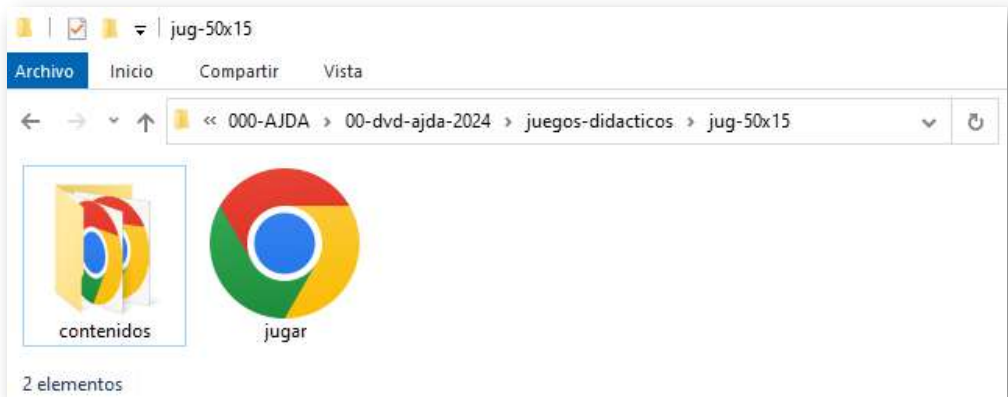 jug-50x15
Archivo Inicio Compartir Vista
« 000-AJDA › 00-dvd-ajda-2024 › juegos-didacticos › jug-50x15
contenidos jugar
2 elementos